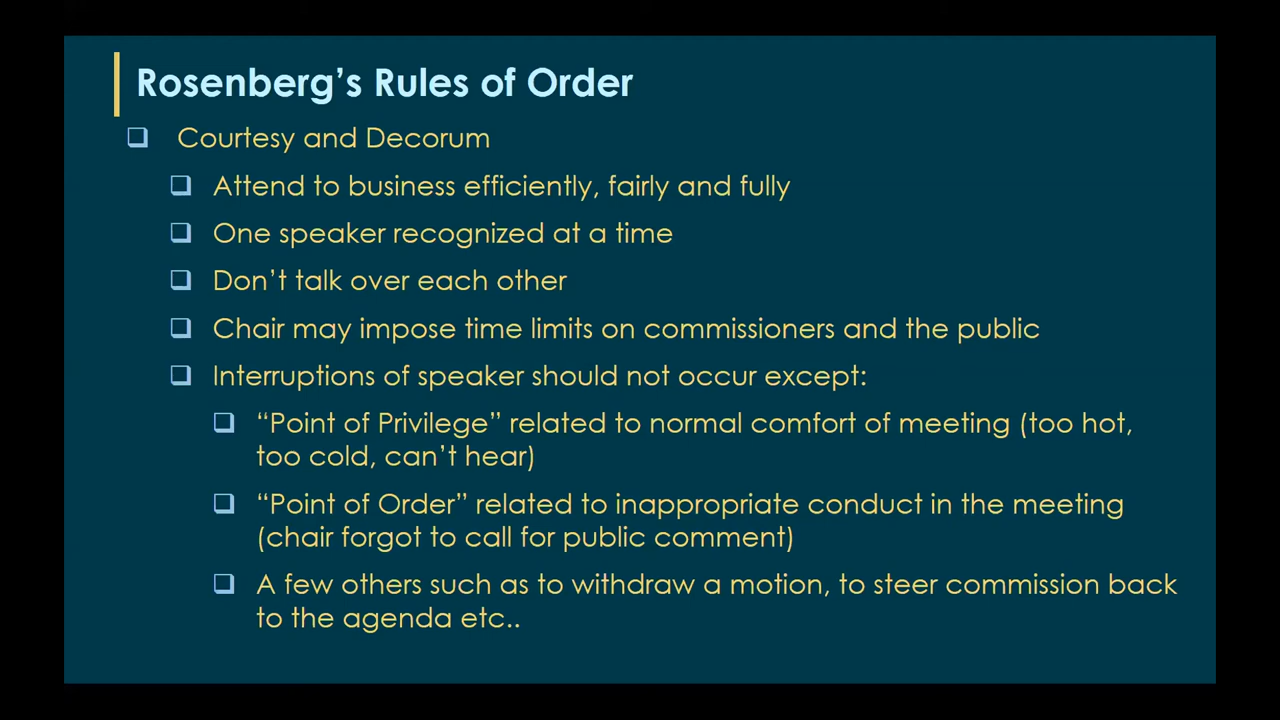 Rosenberg’s Rules of Order
Courtesy and Decorum
Attend to business efficiently, fairly and fully
One speaker recognized at a time
Don’t talk over each other
Chair may impose time limits on commissioners and the public
Interruptions of speaker should not occur except:
“Point of Privilege” related to normal comfort of meeting (too hot,
too cold, can’t hear)
“Point of Order” related to inappropriate conduct in the meeting
(chair forgot to call for public comment)
A few others such as to withdraw a motion, to steer commission back
to the agenda etc..